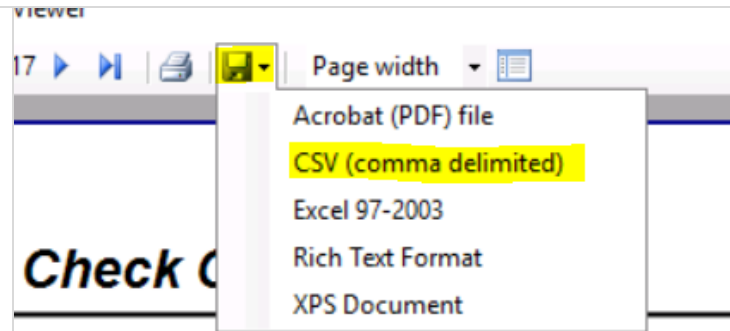 Viewer
17 Page width
Acrobat (PDF) file
CSV (comma delimited)
Excel 97-2003
Check
Rich Text Format
XPS Document